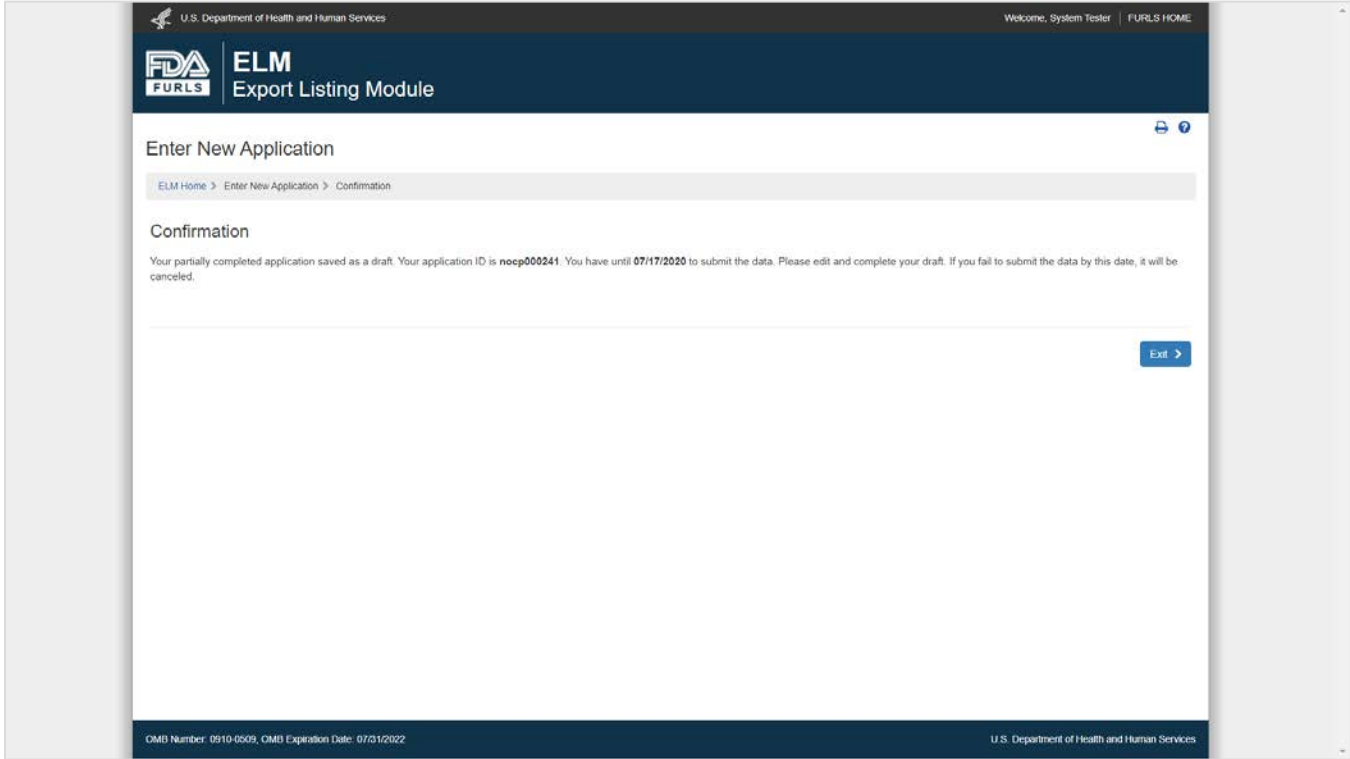 U.S. Department of Health and Human Services
Welcome, System Tester | FURLS HOME
FDA
FURLS
ELM
Export Listing Module
Enter New Application
ELM Home > Enter New Application > Confirmation
Confirmation
Your partially completed application saved as a draft. Your application ID is nocp000241. You have until 07/17/2020 to submit the data. Please edit and complete your draft. If you fail to submit the data by this date, it will be
canceled.
Exit >
OMB Number: 0910-0509, OMB Expiration Date: 07/31/2022
U.S. Department of Health and Human Services